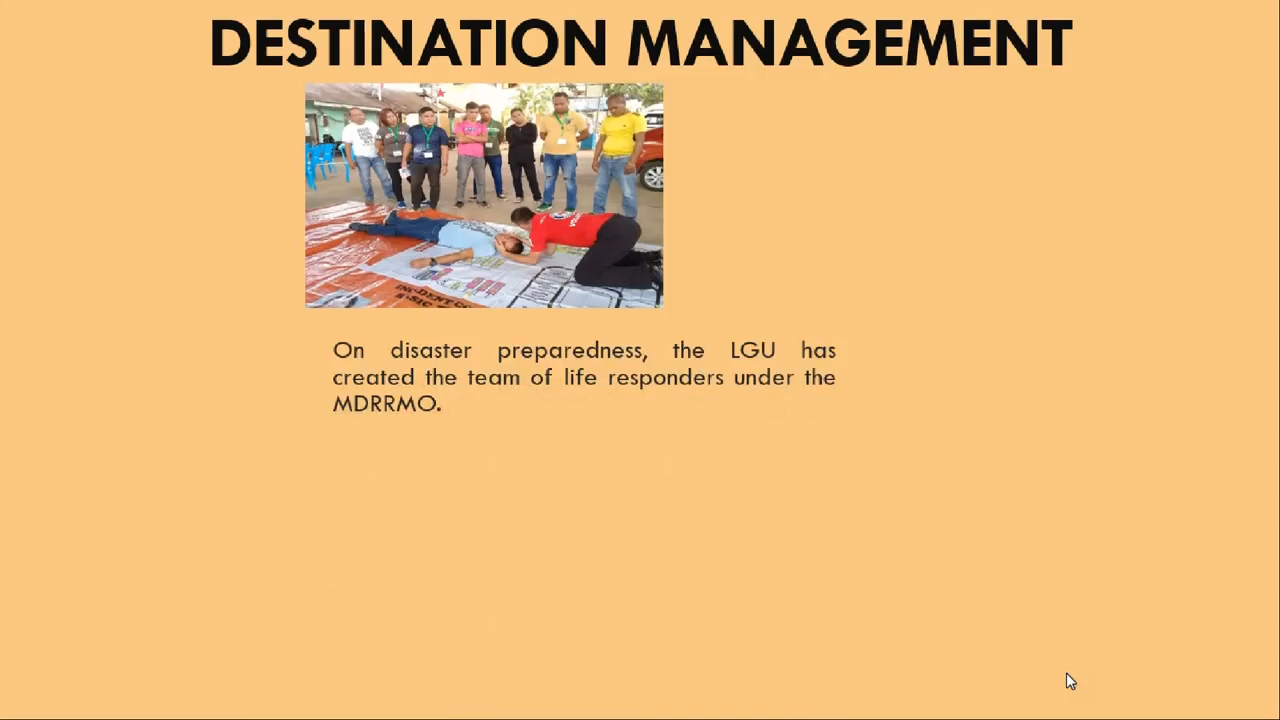 DESTINATION MANAGEMENT
On disaster preparedness, the LGU has
created the team of life responders under the
MDRRMO.